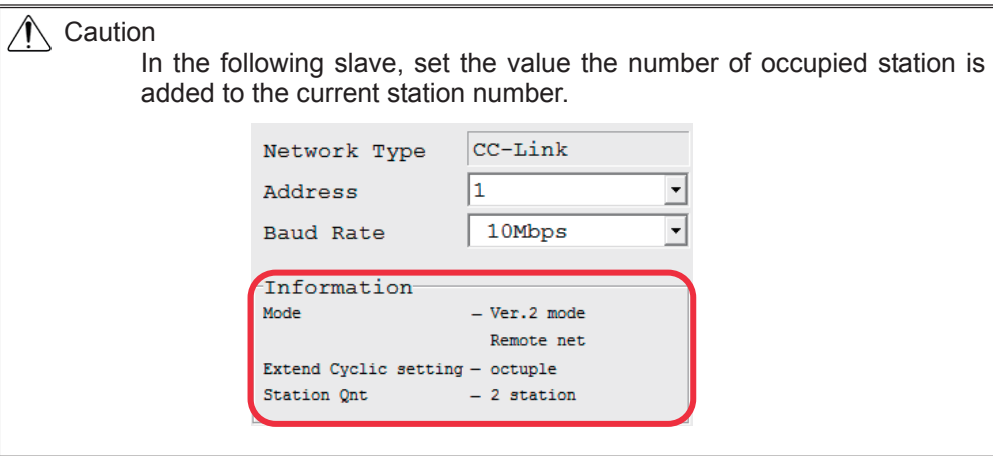 Caution
In the following slave, set the value the number of occupied station is
added to the current station number.
Network Type CC-Link
Address 1
Baud Rate 10Mbps
Information
Mode – Ver.2 mode
Remote net
Extend Cyclic setting – octuple
Station Qnt – 2 station